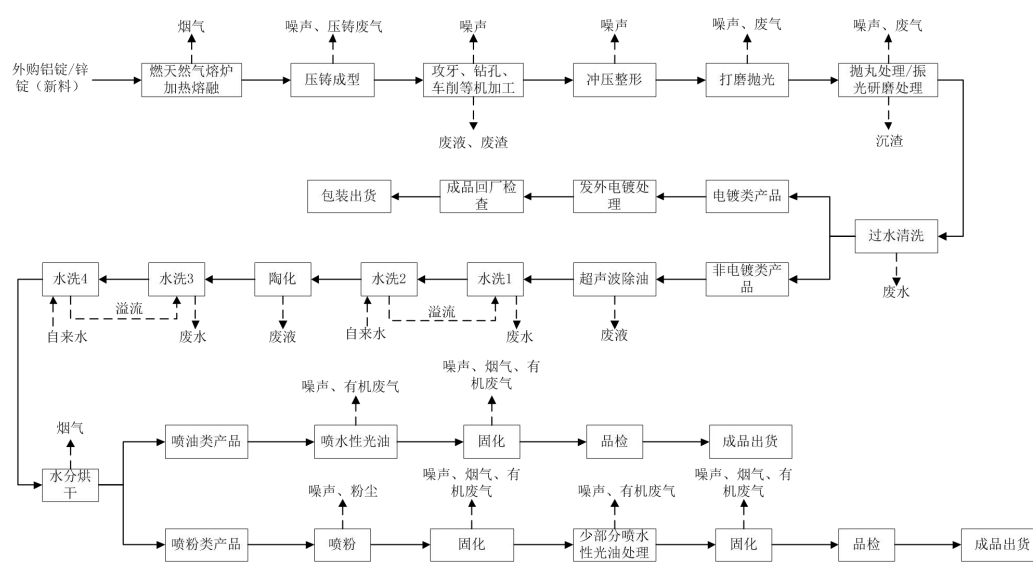 烟气
噪声、压铸废气
噪声
噪声
噪声、废气
噪声、废气
外购铝锭/锌
锭（新料）
燃天然气熔炉
加热熔融
压铸成型
攻牙、钻孔、
车削等机加工
冲压整形
打磨抛光
抛丸处理/振
光研磨处理
废液、废渣
沉渣
包装出货
成品回厂检
查
发外电镀处
理
电镀类产品
过水清洗
废水
水洗4
水洗3
陶化
水洗2
水洗1
超声波除油
非电镀类产
品
溢流
溢流
自来水
废水
废液
自来水
废水
废液
噪声、有机废气
噪声、烟气、有
机废气
烟气
喷油类产品
喷水性光油
固化
品检
成品出货
水分烘
干
噪声、粉尘
噪声、烟气、有
机废气
噪声、有机废气
噪声、烟气、有
机废气
喷粉类产品
喷粉
固化
少部分喷水
性光油处理
固化
品检
成品出货